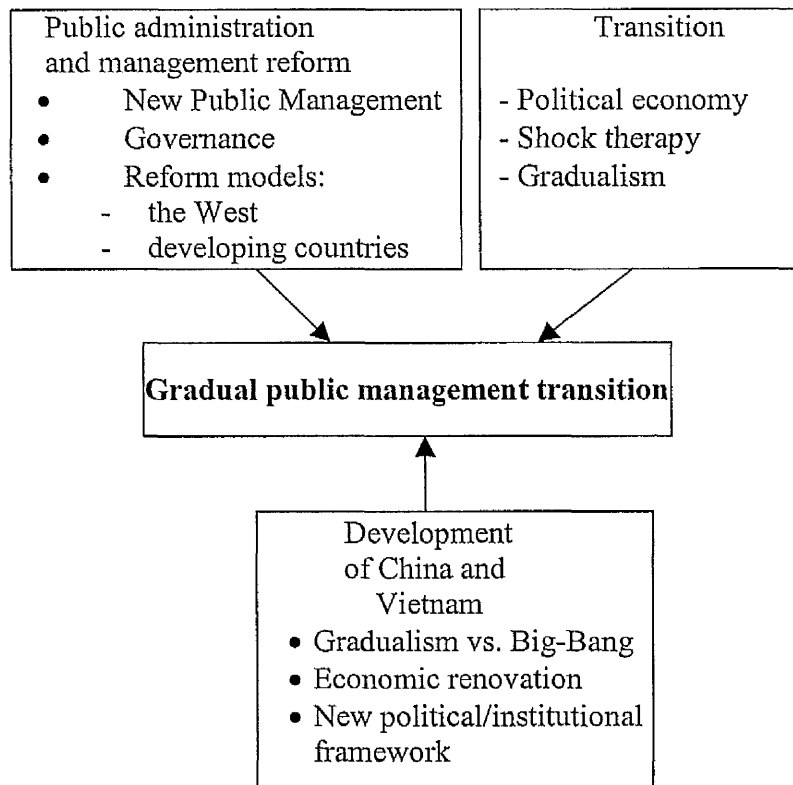 Public administration
and management reform
• New Public Management
• Governance
• Reform models:
- the West
- developing countries
Transition
- Political economy
- Shock therapy
- Gradualism
Gradual public management transition
Development
of China and
Vietnam
• Gradualism vs. Big-Bang
• Economic renovation
• New political/institutional
framework